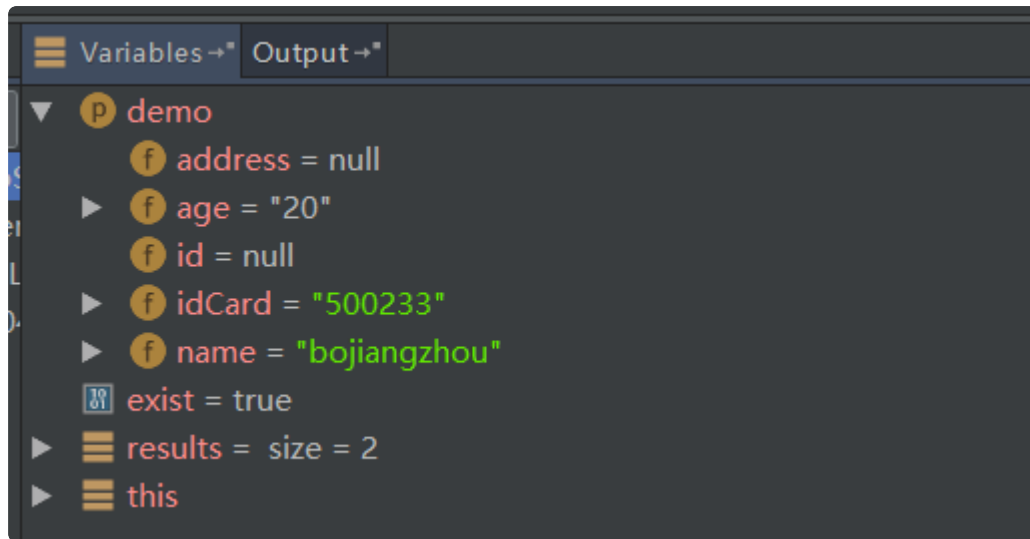 Variables
Output
demo
address = null
age = "20"
id = null
idCard = "500233"
name = "bojiangzhou"
exist = true
results = size = 2
this